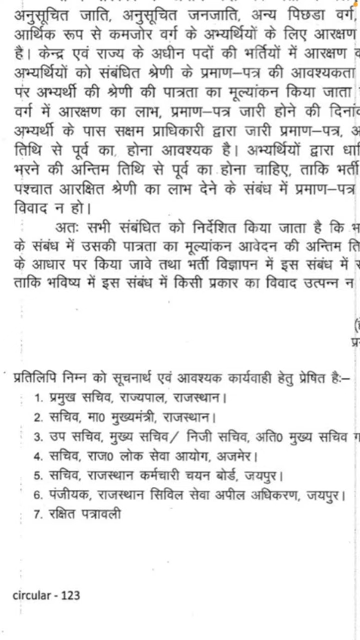 अनुसूचित जाति, अनुसूचित जनजाति, अन्य पिछडा वर्ग,
आर्थिक रूप से कमजोर वर्ग के अभ्यर्थियों के लिए आरक्षण
है। केन्द्र एवं राज्य के अधीन पदों की भर्तियों में आरक्षण
अभ्यर्थियों को संबंधित श्रेणी के प्रमाण-पत्र की आवश्यकता
पर अभ्यर्थी की श्रेणी की पात्रता का मूल्यांकन किया जाता
वर्ग में आरक्षण का लाभ, प्रमाण-पत्र जारी होने की
अभ्यर्थी के पास सक्षम प्राधिकारी द्वारा जारी प्रमाण-पत्र,
तिथि से पूर्व का होना आवश्यक है। अभ्यर्थियों द्वारा
भरने की अन्तिम तिथि से पूर्व का होना चाहिए, ताकि भर्ती
पश्चात आरक्षित श्रेणी का लाभ देने के संबंध में प्रमाण-पत्र
विवाद न हो।
अतः सभी संबंधित को निर्देशित किया जाता है कि
के संबंध में उसकी पात्रता का मूल्यांकन आवेदन की अन्तिम
के आधार पर किया जावे तथा भर्ती विज्ञापन में इस संबंध में
ताकि भविष्य में इस संबंध में किसी प्रकार का विवाद उत्पन्न न
प्रतिलिपि निम्न को सूचनार्थ एवं आवश्यक कार्यवाही हेतु प्रेषित है:–
1. प्रमुख सचिव, राज्यपाल, राजस्थान।
2. सचिव, मा0 मुख्यमंत्री, राजस्थान।
3. उप सचिव, मुख्य सचिव/ निजी सचिव, अति0 मुख्य सचिव
4. सचिव, राज0 लोक सेवा आयोग, अजमेर।
5. सचिव, राजस्थान कर्मचारी चयन बोर्ड, जयपुर।
6. पंजीयक, राजस्थान सिविल सेवा अपील अधिकरण, जयपुर।
7. रक्षित पत्रावली
circular - 123